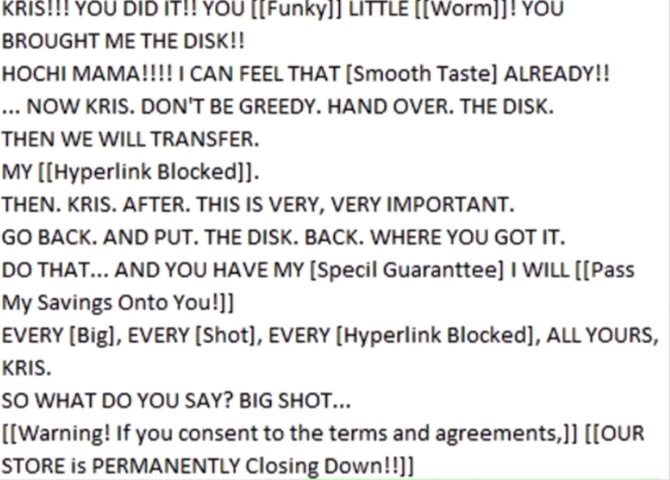 KRIS!!! YOU DID IT!! YOU [[Funky]] LITTLE [[Worm]]! YOU
BROUGHT ME THE DISK!!
HOCHI MAMA!!!! I CAN FEEL THAT [Smooth Taste] ALREADY!!
... NOW KRIS. DON'T BE GREEDY. HAND OVER. THE DISK.
THEN WE WILL TRANSFER.
MY [[Hyperlink Blocked]].
THEN. KRIS. AFTER. THIS IS VERY, VERY IMPORTANT.
GO BACK. AND PUT. THE DISK. BACK. WHERE YOU GOT IT.
DO THAT... AND YOU HAVE MY [Specil Guaranttee] I WILL [[Pass
My Savings Onto You!]]
EVERY [Big], EVERY [Shot], EVERY [Hyperlink Blocked], ALL YOURS,
KRIS.
SO WHAT DO YOU SAY? BIG SHOT...
[[Warning! If you consent to the terms and agreements,]] [[OUR
STORE is PERMANENTLY Closing Down!!]]